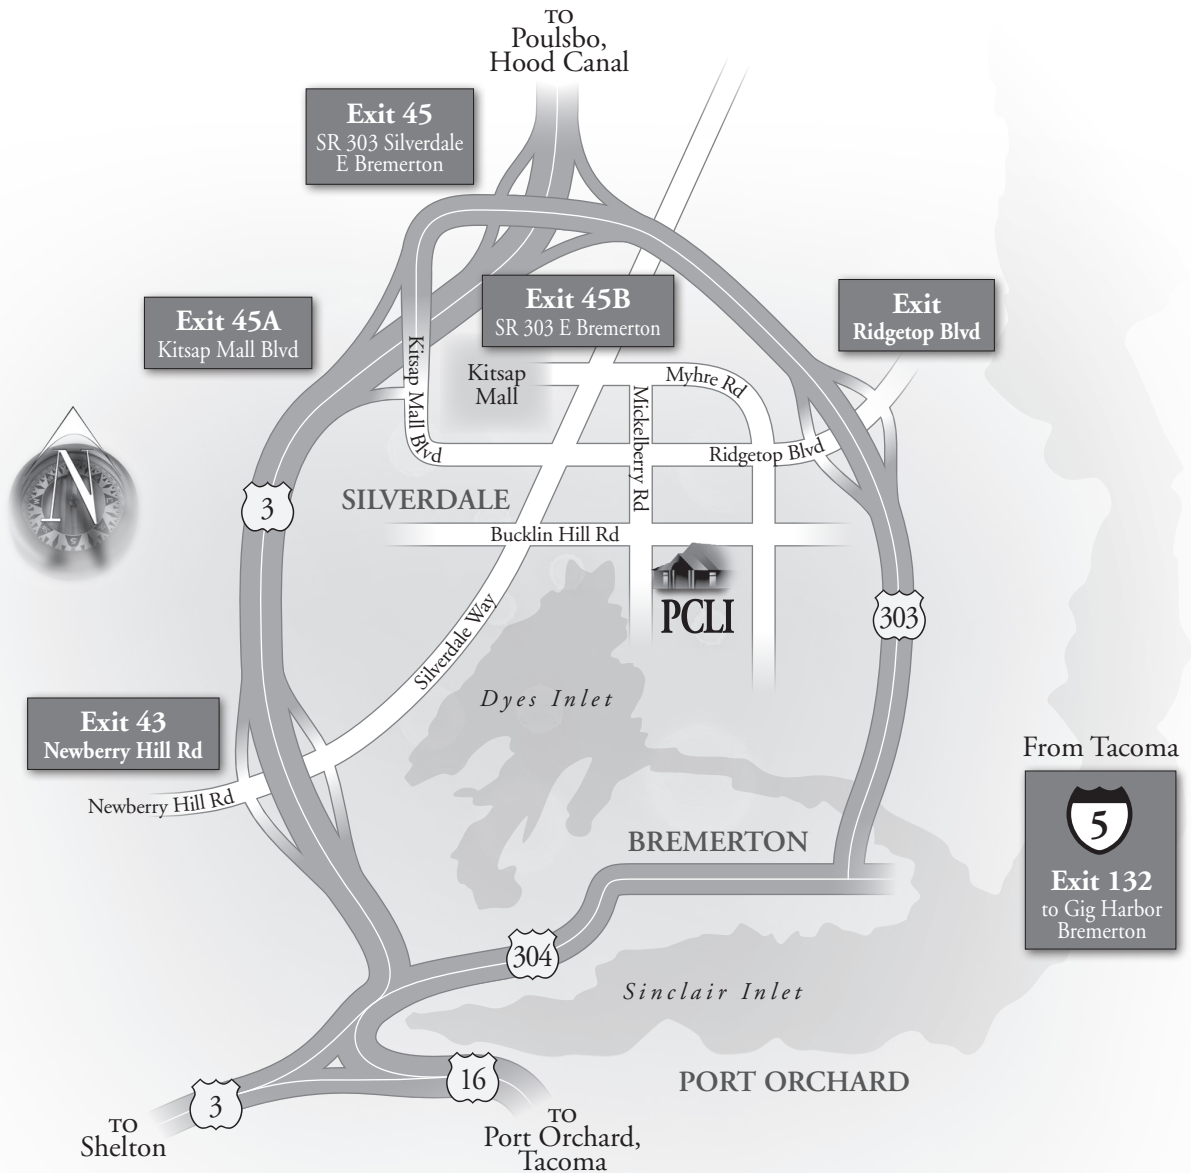 TO
Poulsbo,
Hood Canal
Exit 45
SR 303 Silverdale
E Bremerton
Exit 45B
SR 303 E Bremerton
Exit
Ridgetop Blvd
Exit 45A
Kitsap Mall Blvd
Kitsap Mall Blvd
Kitsap
Mall
Myhre Rd
Mickelberry Rd
Ridgetop Blvd
N
3
SILVERDALE
Bucklin Hill Rd
PCLI
303
Silverdale Way
Dyes Inlet
Exit 43
Newberry Hill Rd
Newberry Hill Rd
From Tacoma
5
Exit 132
to Gig Harbor
Bremerton
BREMERTON
304
Sinclair Inlet
16
PORT ORCHARD
3
TO
Shelton
TO
Port Orchard,
Tacoma